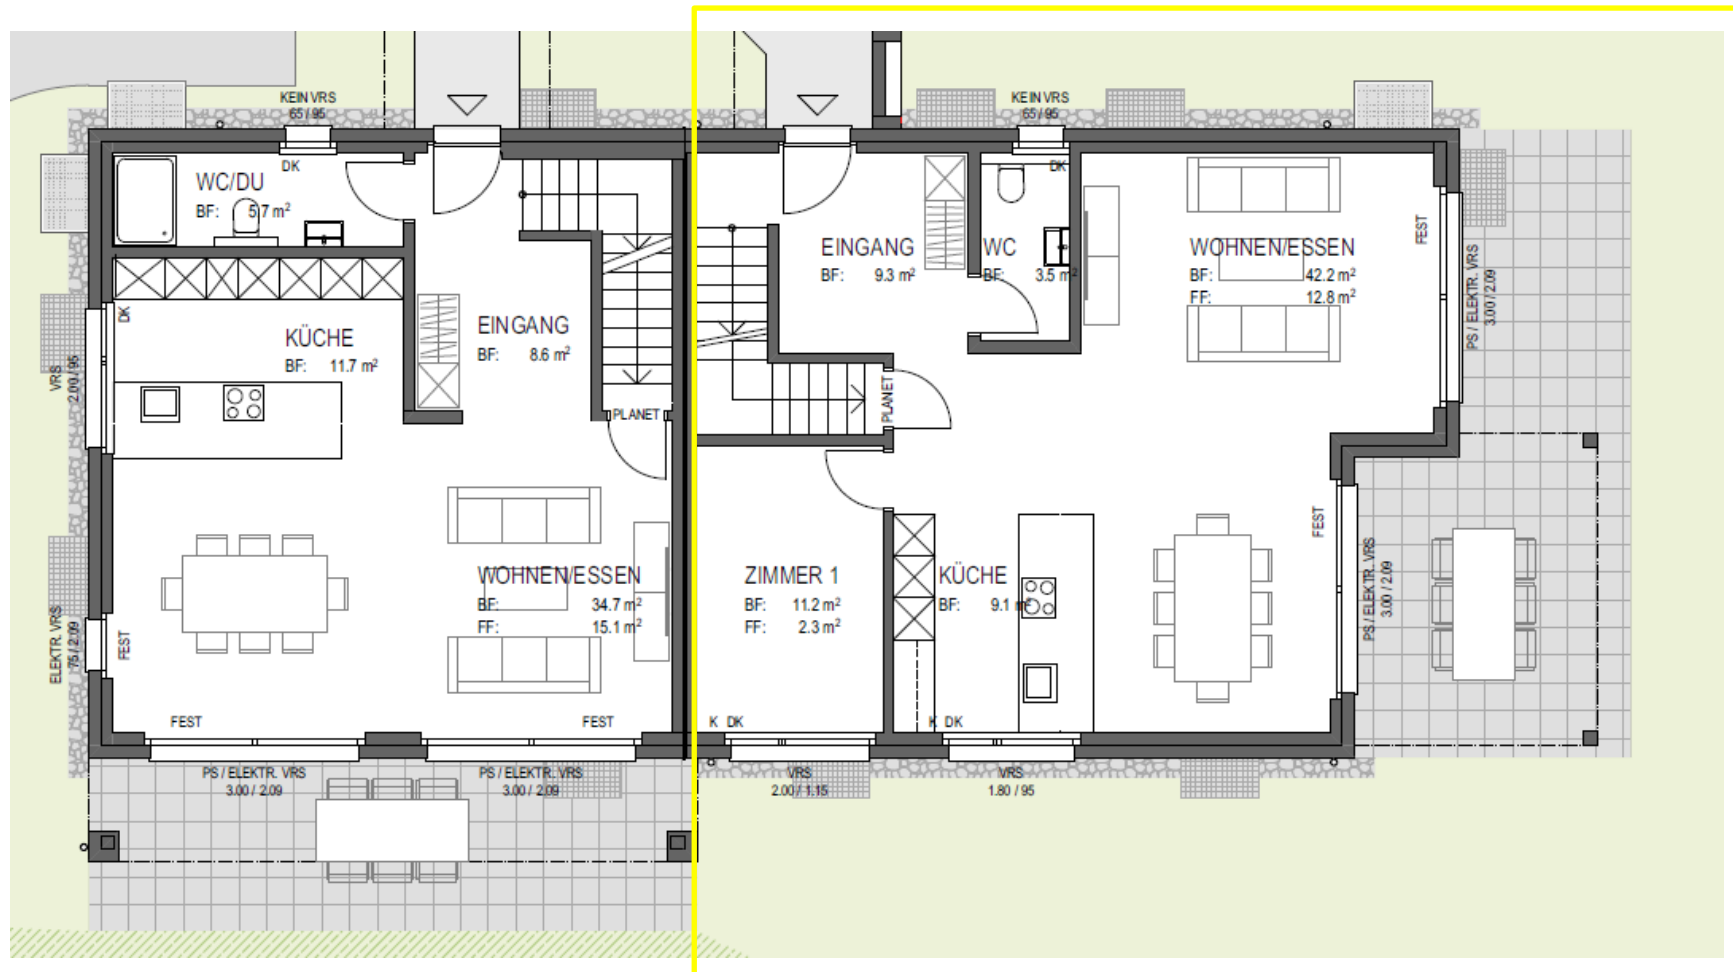 KEIN VRS
65 / 95
DK
WC/DU
BF: 5.7 m²
DK
KÜCHE
BF: 11.7 m²
EINGANG
BF: 8.6 m²
PLANET
VRS
2.00 / 95
WOHNEN/ESSEN
BF: 34.7 m²
FF: 15.1 m²
ELEKTR. VRS
75 / 2.09
FEST
FEST
FEST
PS / ELEKTR. VRS
3.00 / 2.09
PS / ELEKTR. VRS
3.00 / 2.09
KEIN VRS
65 / 95
DK
EINGANG
BF: 9.3 m²
WC
BF: 3.5 m²
WOHNEN/ESSEN
BF: 42.2 m²
FF: 12.8 m²
FEST
PS / ELEKTR. VRS
3.00 / 2.09
PLANET
ZIMMER 1
BF: 11.2 m²
FF: 2.3 m²
KÜCHE
BF: 9.1 m²
FEST
PS / ELEKTR. VRS
3.00 / 2.09
K DK
K DK
VRS
2.00 / 1.15
VRS
1.80 / 95